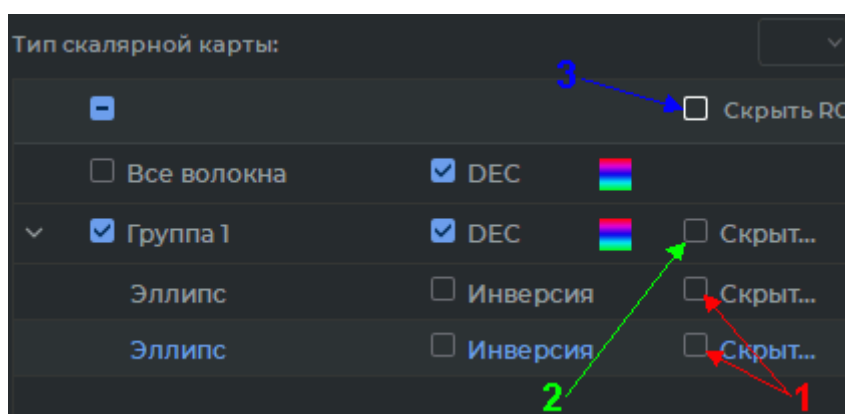 Тип скалярной карты:
3
Скрыть RO
Все волокна DEC
Группа 1 DEC Скрыт...
Эллипс Инверсия Скрыт...
Эллипс Инверсия Скрыт...
2 1